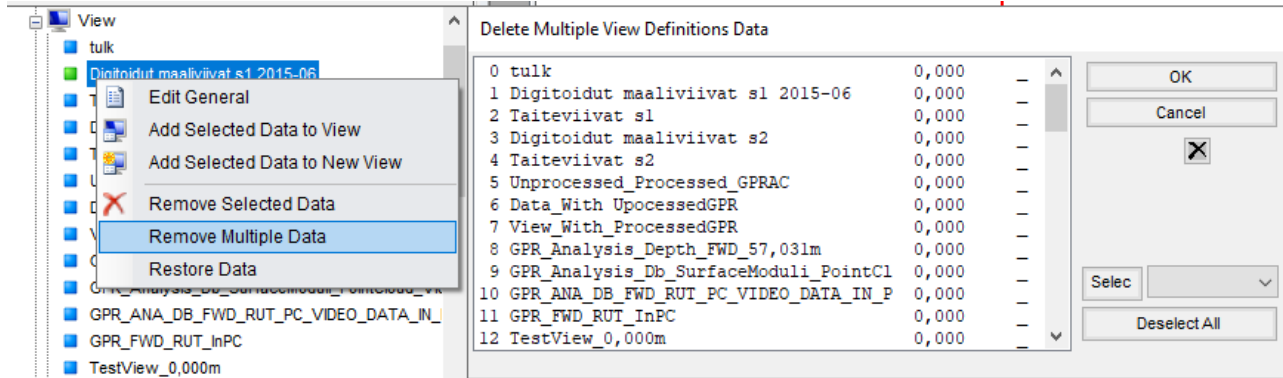 View
tulk
Digitoidut maaliviivat s1 2015-06
Edit General
Add Selected Data to View
Add Selected Data to New View
Remove Selected Data
Remove Multiple Data
Restore Data
GPR_ANA_DB_FWD_RUT_PC_VIDEO_DATA_IN_
GPR_FWD_RUT_InPC
TestView_0,000m
Delete Multiple View Definitions Data
0 tulk 0,000 _
1 Digitoidut maaliviivat s1 2015-06 0,000 _
2 Taiteviivat s1 0,000 _
3 Digitoidut maaliviivat s2 0,000 _
4 Taiteviivat s2 0,000 _
5 Unprocessed_Processed_GPRAC 0,000 _
6 Data_With UpocessedGPR 0,000 _
7 View_With_ProcessedGPR 0,000 _
8 GPR_Analysis_Depth_FWD_57,031m 0,000 _
9 GPR_Analysis_Db_SurfaceModuli_PointCl 0,000 _
10 GPR_ANA_DB_FWD_RUT_PC_VIDEO_DATA_IN_P 0,000 _
11 GPR_FWD_RUT_InPC 0,000 _
12 TestView_0,000m 0,000 _
OK
Cancel
Selec
Deselect All